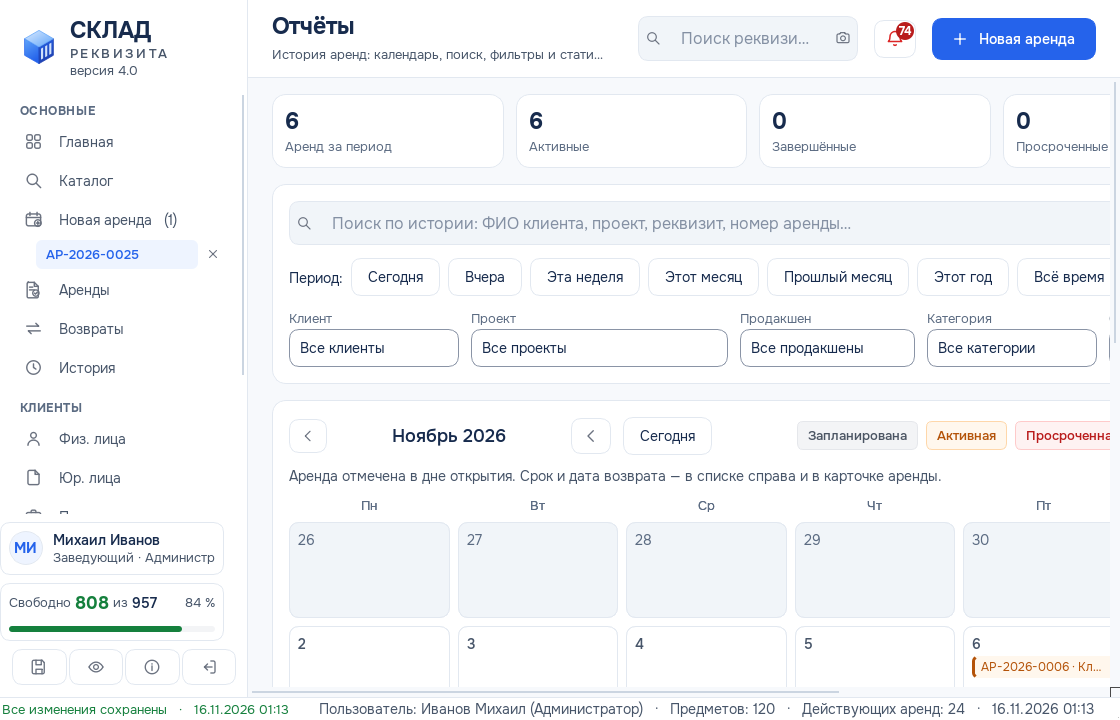 СКЛАД
РЕКВИЗИТА
версия 4.0
ОСНОВНЫЕ
Главная
Каталог
Новая аренда (1)
АР-2026-0025
Аренды
Возвраты
История
КЛИЕНТЫ
Физ. лица
Юр. лица
МИ
Михаил Иванов
Заведующий · Администр
Свободно 808 из 957 84 %
Отчёты
История аренд: календарь, поиск, фильтры и стати...
Поиск реквизи...
74
Новая аренда
6
Аренд за период
6
Активные
0
Завершённые
0
Просроченные
Поиск по истории: ФИО клиента, проект, реквизит, номер аренды...
Период: Сегодня Вчера Эта неделя Этот месяц Прошлый месяц Этот год Всё время
Клиент Проект Продакшен Категория
Все клиенты Все проекты Все продакшены Все категории
Ноябрь 2026 Сегодня Запланирована Активная Просрочена
Аренда отмечена в дне открытия. Срок и дата возврата — в списке справа и в карточке аренды.
Пн Вт Ср Чт Пт
26 27 28 29 30
2 3 4 5 6
АР-2026-0006 · Кл...
Все изменения сохранены · 16.11.2026 01:13 Пользователь: Иванов Михаил (Администратор) · Предметов: 120 · Действующих аренд: 24 · 16.11.2026 01:13